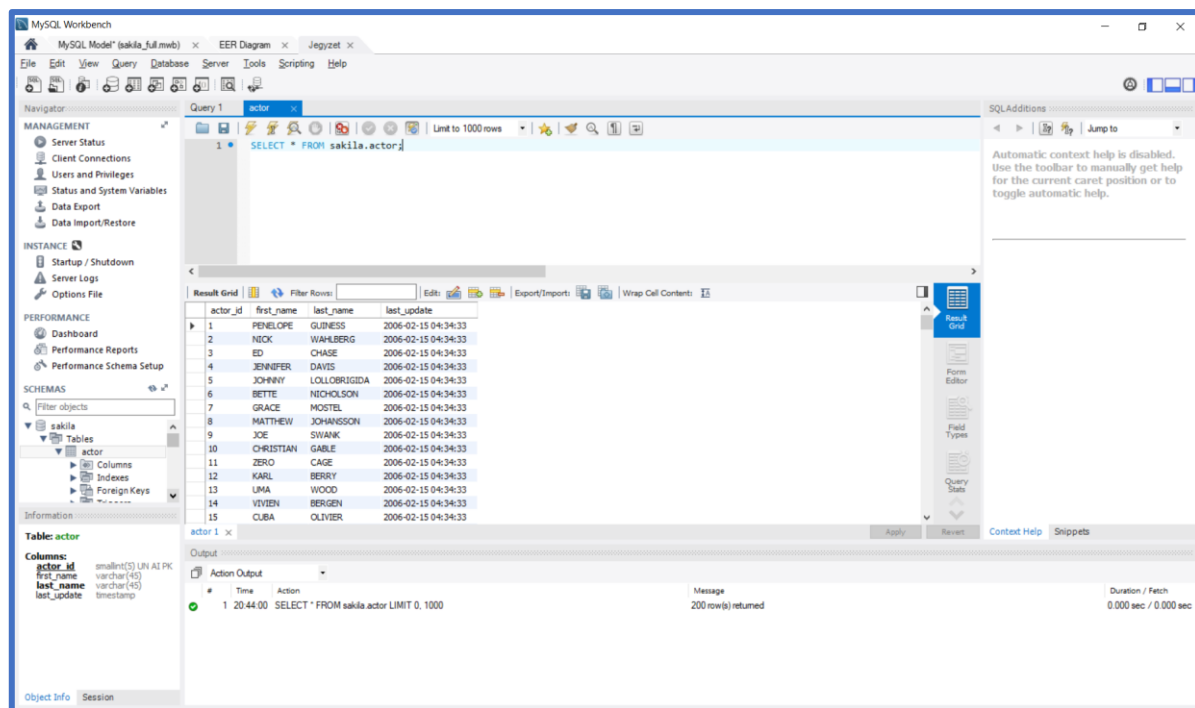 MySQL Workbench
MySQL Model* (sakila_full.mwb) × EER Diagram × Jegyzet ×
File Edit View Query Database Server Tools Scripting Help
Navigator
MANAGEMENT
Server Status
Client Connections
Users and Privileges
Status and System Variables
Data Export
Data Import/Restore
INSTANCE
Startup / Shutdown
Server Logs
Options File
PERFORMANCE
Dashboard
Performance Reports
Performance Schema Setup
SCHEMAS
Filter objects
sakila
Tables
actor
Columns
Indexes
Foreign Keys
Information
Table: actor
Columns:
actor_id smallint(5) UN AI PK
first_name varchar(45)
last_name varchar(45)
last_update timestamp
Object Info Session
Query 1 actor ×
Limit to 1000 rows
1 SELECT * FROM sakila.actor;
Result Grid Filter Rows: Edit: Export/Import: Wrap Cell Content:
actor_id first_name last_name last_update
1 PENELOPE GUINESS 2006-02-15 04:34:33
2 NICK WAHLBERG 2006-02-15 04:34:33
3 ED CHASE 2006-02-15 04:34:33
4 JENNIFER DAVIS 2006-02-15 04:34:33
5 JOHNNY LOLLOBRIGIDA 2006-02-15 04:34:33
6 BETTE NICHOLSON 2006-02-15 04:34:33
7 GRACE MOSTEL 2006-02-15 04:34:33
8 MATTHEW JOHANSSON 2006-02-15 04:34:33
9 JOE SWANK 2006-02-15 04:34:33
10 CHRISTIAN GABLE 2006-02-15 04:34:33
11 ZERO CAGE 2006-02-15 04:34:33
12 KARL BERRY 2006-02-15 04:34:33
13 UMA WOOD 2006-02-15 04:34:33
14 VIVIEN BERGEN 2006-02-15 04:34:33
15 CUBA OLIVIER 2006-02-15 04:34:33
Result
Grid
Form
Editor
Field
Types
Query
Stats
actor 1 × Apply Revert
SQLAdditions
Jump to
Automatic context help is disabled.
Use the toolbar to manually get help
for the current caret position or to
toggle automatic help.
Context Help Snippets
Output
Action Output
# Time Action Message Duration / Fetch
1 20:44:00 SELECT * FROM sakila.actor LIMIT 0, 1000 200 row(s) returned 0.000 sec / 0.000 sec